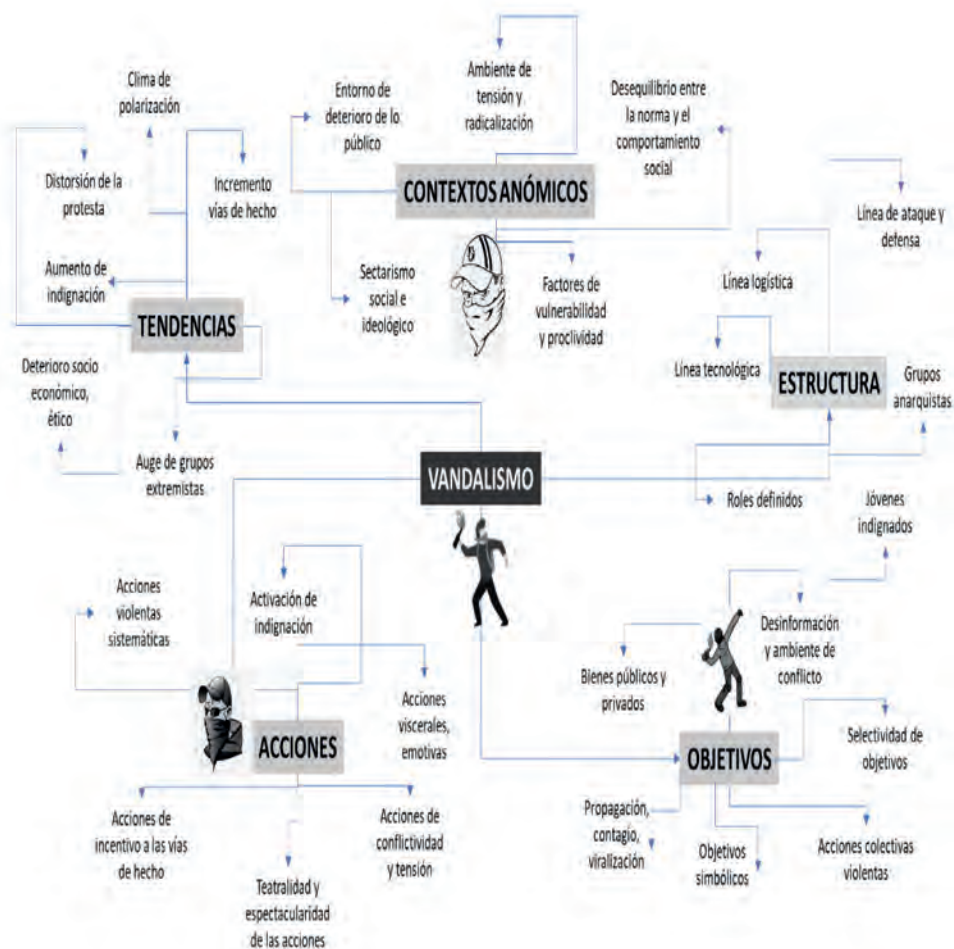 Clima de
polarización
Distorsión de la
protesta
Incremento
vías de hecho
Aumento de
indignación
TENDENCIAS
Deterioro socio
económico,
ético
Auge de grupos
extremistas
Entorno de
deterioro de lo
público
Ambiente de
tensión y
radicalización
Desequilibrio entre
la norma y el
comportamiento
social
CONTEXTOS ANÓMICOS
Sectarismo
social e
ideológico
Factores de
vulnerabilidad
y proclividad
Línea de ataque y
defensa
Línea logística
Línea tecnológica
ESTRUCTURA
Grupos
anarquistas
Roles definidos
VANDALISMO
Acciones
violentas
sistemáticas
Activación de
indignación
Acciones
viscerales,
emotivas
ACCIONES
Acciones de
incentivo a las vías
de hecho
Teatralidad y
espectacularidad
de las acciones
Acciones de
conflictividad
y tensión
Jóvenes
indignados
Desinformación
y ambiente de
conflicto
Bienes públicos y
privados
OBJETIVOS
Selectividad de
objetivos
Propagación,
contagio,
viralización
Objetivos
simbólicos
Acciones colectivas
violentas